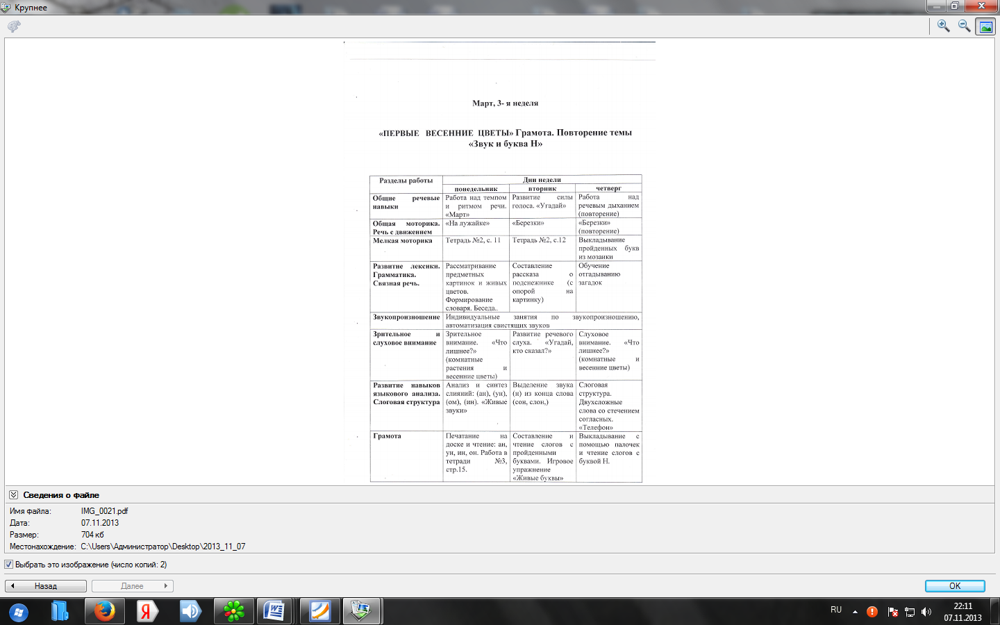 Крупнее
Март, 3- я неделя
«ПЕРВЫЕ ВЕСЕННИЕ ЦВЕТЫ» Грамота. Повторение темы
«Звук и буква Н»
Разделы работы
Дни недели
понедельник
вторник
четверг
Общие речевые
навыки
Работа над темпом
и ритмом речи.
«Март»
Развитие силы
голоса. «Угадай»
Работа над
речевым дыханием
(повторение)
Общая моторика.
Речь с движением
«На лужайке»
«Березки»
«Березки»
(повторение)
Мелкая моторика
Тетрадь №2, с. 11
Тетрадь №2, с.12
Выкладывание
пройденных букв
из мозаики
Развитие лексики.
Грамматика.
Связная речь.
Рассматривание
предметных
картинок и живых
цветов.
Формирование
словаря. Беседа..
Составление
рассказа о
подснежнике (с
опорой на
картинку)
Обучение
отгадыванию
загадок
Звукопроизношение
Индивидуальные занятия по звукопроизношению,
автоматизация свистящих звуков
Зрительное и
слуховое внимание
Зрительное
внимание. «Что
лишнее?»
(комнатные
растения и
весенние цветы)
Развитие речевого
слуха. «Угадай,
кто сказал?»
Слуховое
внимание. «Что
лишнее?»
(комнатные и
весенние цветы)
Развитие навыков
языкового анализа.
Слоговая структура
Анализ и синтез
слияний: (ан), (ун),
(ом), (ин). «Живые
звуки»
Выделение звука
(н) из конца слова
(сон, слон,)
Слоговая
структура.
Двухсложные
слова со стечением
согласных.
«Телефон»
Грамота
Печатание на
доске и чтение: ан,
ун, ин, он. Работа в
тетради №3,
стр.15.
Составление и
чтение слогов с
пройденными
буквами. Игровое
упражнение
«Живые буквы»
Выкладывание с
помощью палочек
и чтение слогов с
буквой Н.
Сведения о файле
Имя файла: IMG_0021.pdf
Дата: 07.11.2013
Размер: 704 кб
Местонахождение: C:\Users\Администратор\Desktop\2013_11_07
Выбрать это изображение (число копий: 2)
Назад
Далее
OK
Я
W
RU
22:11
07.11.2013